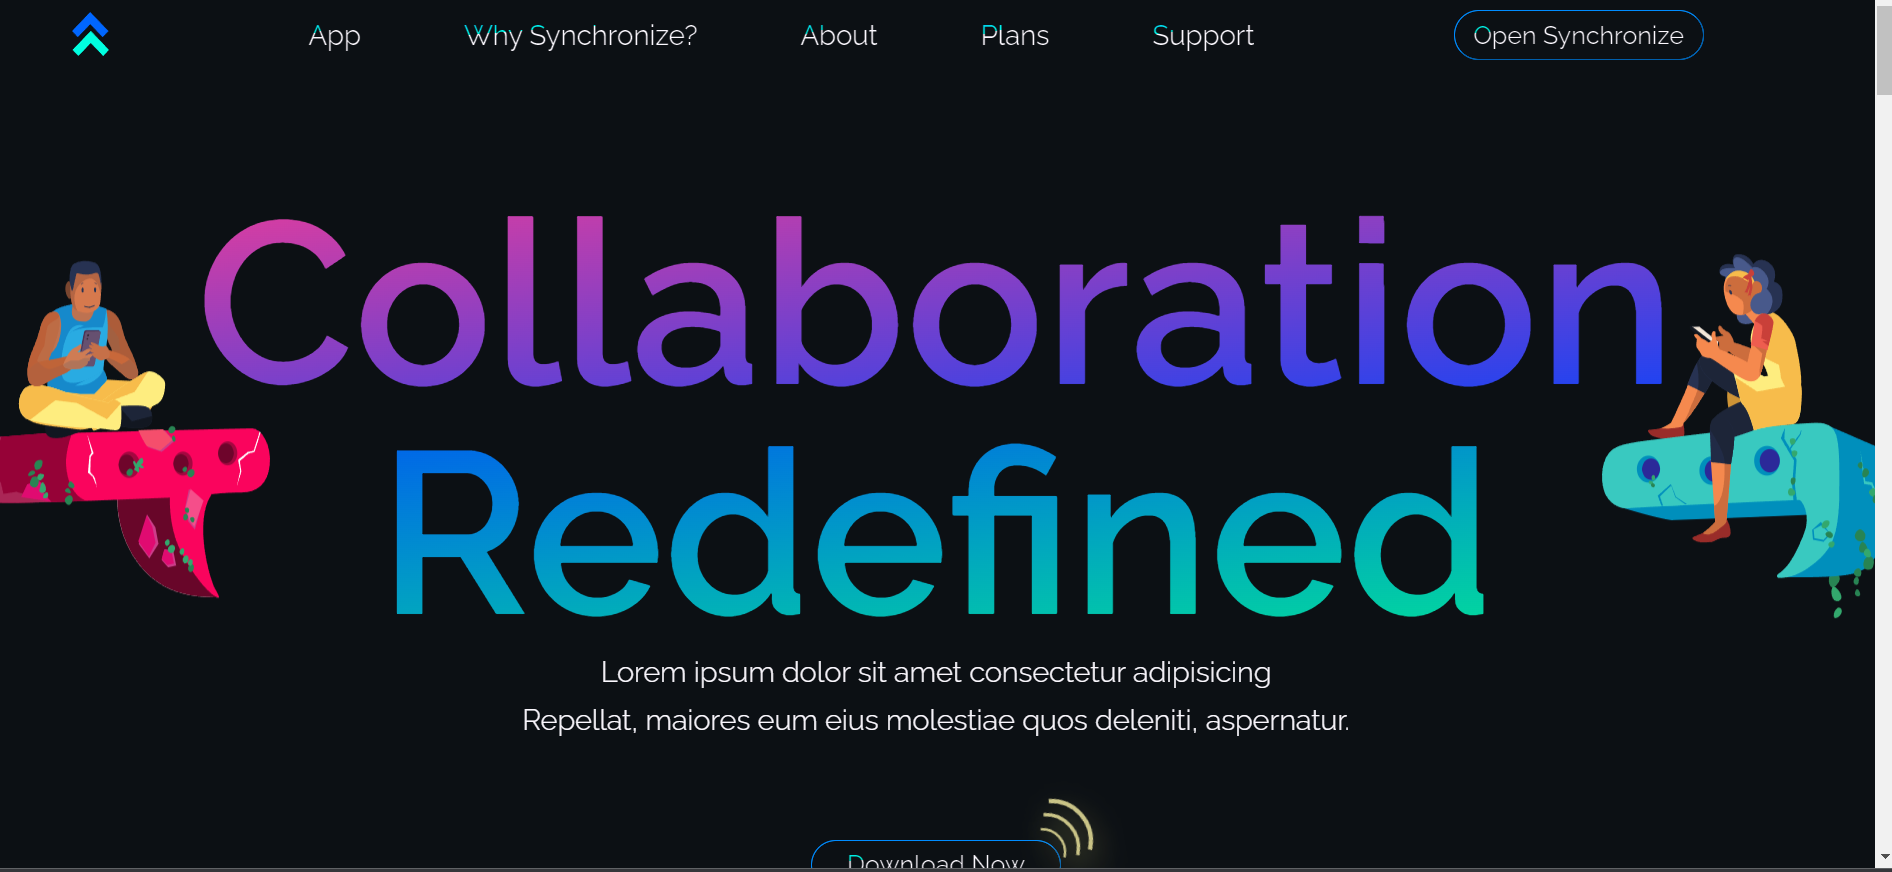 App
Why Synchronize?
About
Plans
Support
Open Synchronize
Collaboration
Redefined
Lorem ipsum dolor sit amet consectetur adipisicing
Repellat, maiores eum eius molestiae quos deleniti, aspernatur.
Download Now